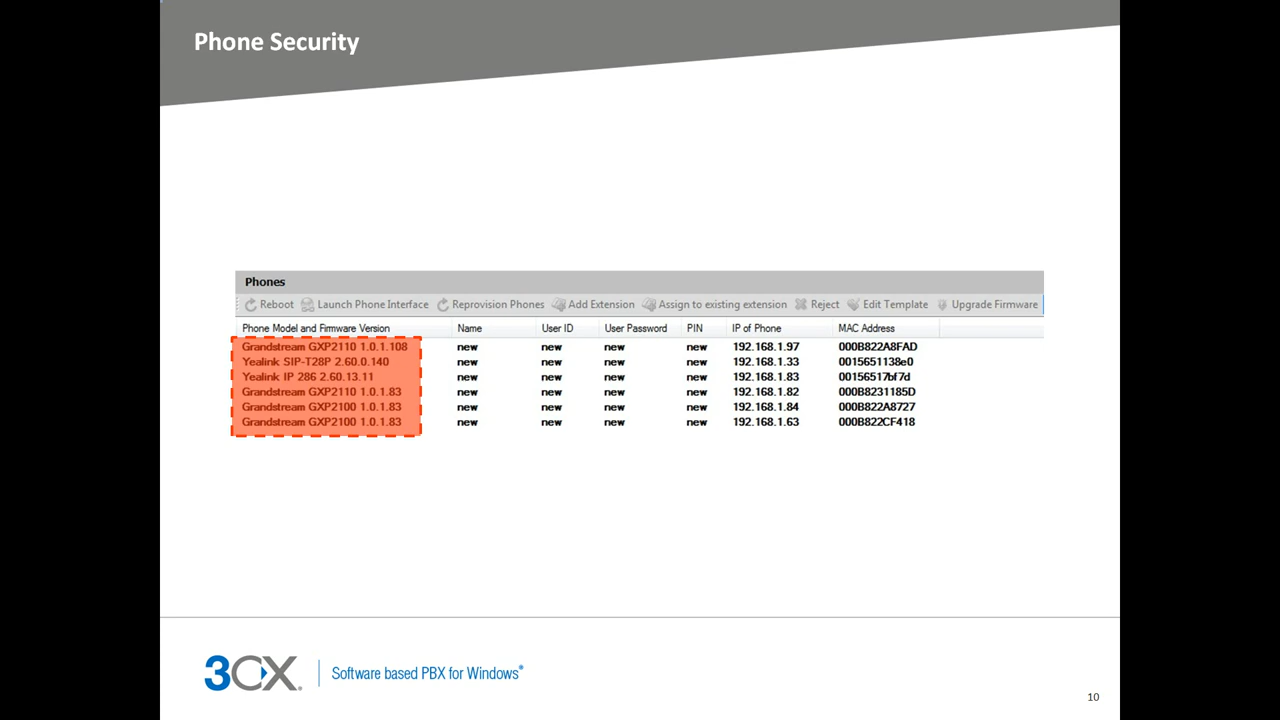 Phone Security
Phones
Reboot Launch Phone Interface Reprovision Phones Add Extension Assign to existing extension Reject Edit Template Upgrade Firmware
Phone Model and Firmware Version Name User ID User Password PIN IP of Phone MAC Address
Grandstream GXP2110 1.0.1.108 new new new new 192.168.1.97 000B822A8FAD
Yealink SIP-T28P 2.60.0.140 new new new new 192.168.1.33 0015651138e0
Yealink IP 286 2.60.13.11 new new new new 192.168.1.83 00156517bf7d
Grandstream GXP2110 1.0.1.83 new new new new 192.168.1.82 000B8231185D
Grandstream GXP2100 1.0.1.83 new new new new 192.168.1.84 000B822A8727
Grandstream GXP2100 1.0.1.83 new new new new 192.168.1.63 000B822CF418
3CX® Software based PBX for Windows®
10